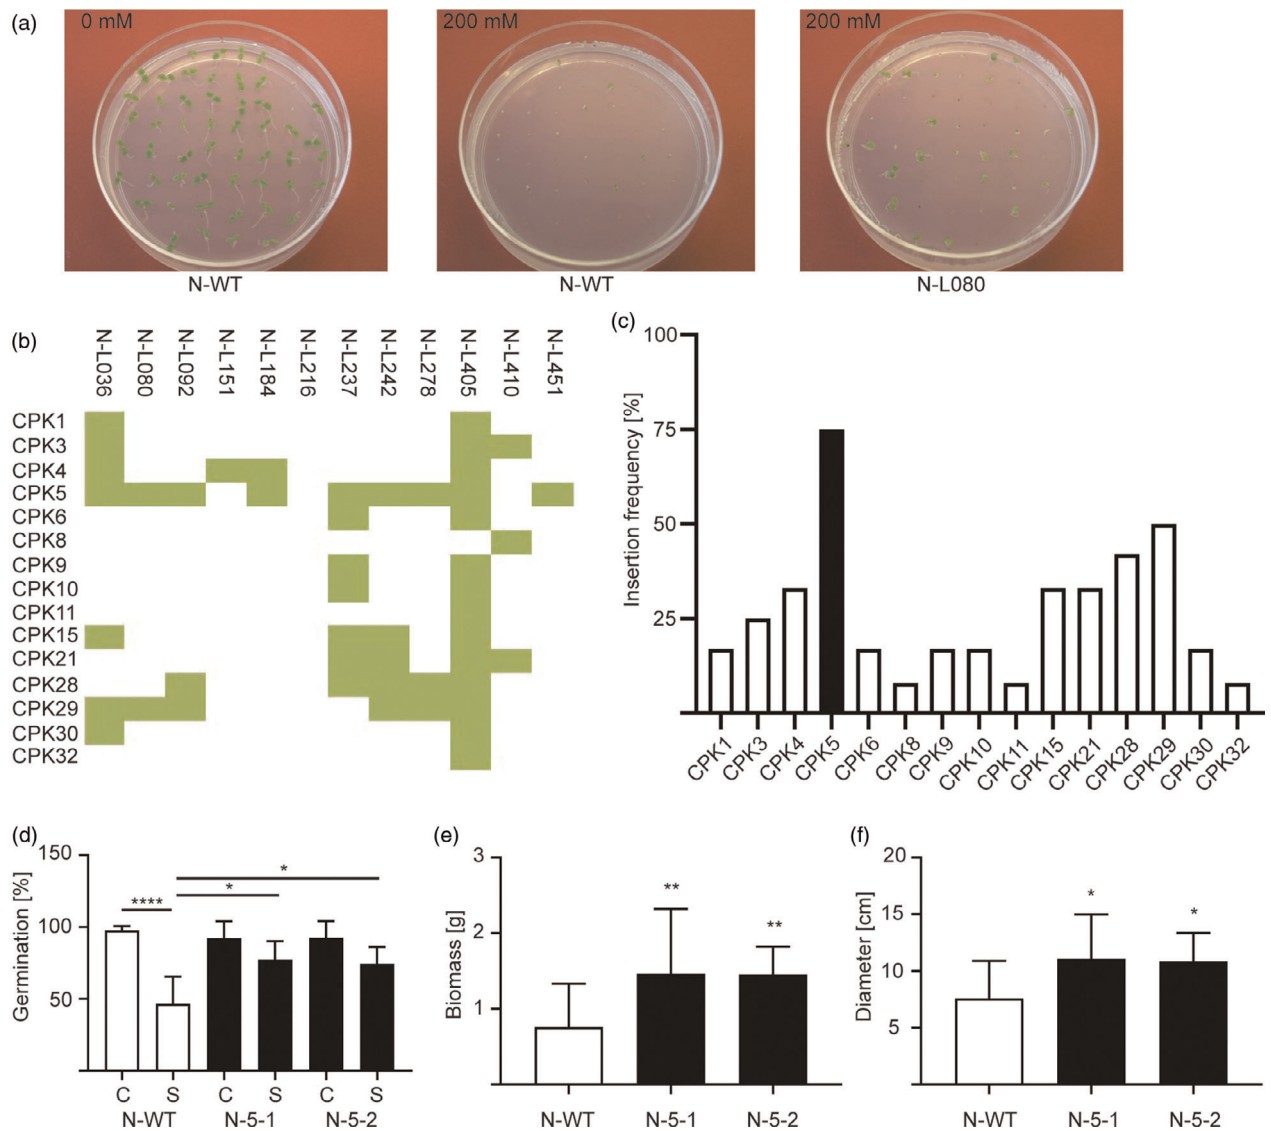 (a)
0 mM
200 mM
200 mM
N-WT
N-WT
N-L080
(b)
N-L036
N-L080
N-L092
N-L151
N-L184
N-L216
N-L237
N-L242
N-L278
N-L405
N-L410
N-L451
CPK1
CPK3
CPK4
CPK5
CPK6
CPK8
CPK9
CPK10
CPK11
CPK15
CPK21
CPK28
CPK29
CPK30
CPK32
(c)
Insertion frequency [%]
100
75
50
25
CPK1
CPK3
CPK4
CPK5
CPK6
CPK8
CPK9
CPK10
CPK11
CPK15
CPK21
CPK28
CPK29
CPK30
CPK32
(d)
Germination [%]
150
100
50
****
*
*
C S C S C S
N-WT N-5-1 N-5-2
(e)
Biomass [g]
3
2
1
**
**
N-WT N-5-1 N-5-2
(f)
Diameter [cm]
20
15
10
5
*
*
N-WT N-5-1 N-5-2